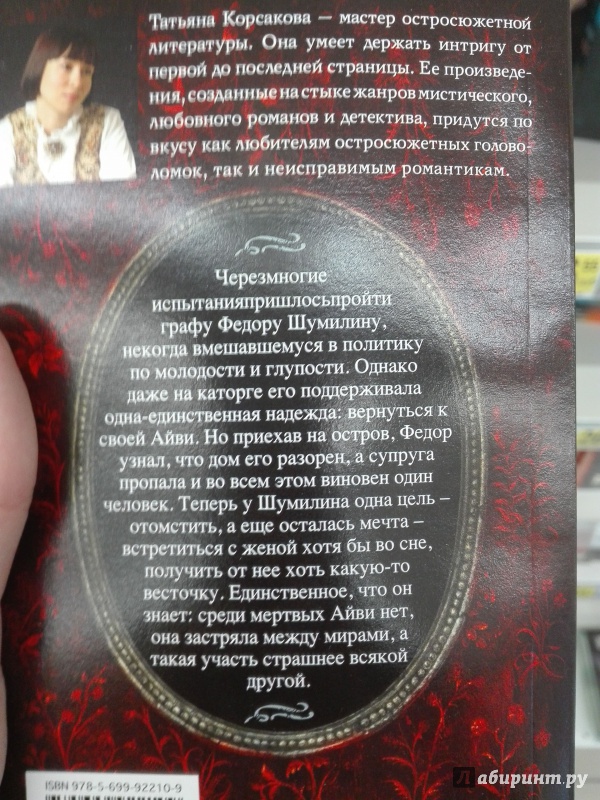 Татьяна Корсакова — мастер остросюжетной
литературы. Она умеет держать интригу от
первой до последней страницы. Ее произведе-
ния, созданные на стыке жанров мистического,
любовного романов и детектива, придутся по
вкусу как любителям остросюжетных голово-
ломок, так и неисправимым романтикам.
Черезмногие
испытанияпришлосьпройти
графу Федору Шумилину,
некогда вмешавшемуся в политику
по молодости и глупости. Однако
даже на каторге его поддерживала
одна-единственная надежда: вернуться к
своей Айви. Но приехав на остров, Федор
узнал, что дом его разорен, а супруга
пропала и во всем этом виновен один
человек. Теперь у Шумилина одна цель –
отомстить, а еще осталась мечта –
встретиться с женой хотя бы во сне,
получить от нее хоть какую-то
весточку. Единственное, что он
знает: среди мертвых Айви нет,
она застряла между мирами, а
такая участь страшнее всякой
другой.
ISBN 978-5-699-92210-9
Лабиринт.ру